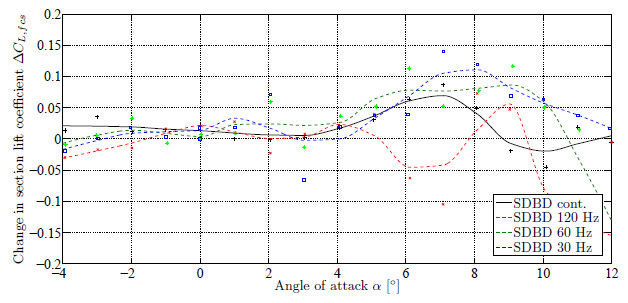 0.2
0.15
0.1
0.05
0
−0.05
−0.1
−0.15
−0.2
Change in section lift coefficient ΔC_{L,fcs}
SDBD cont.
SDBD 120 Hz
SDBD 60 Hz
SDBD 30 Hz
−4 −2 0 2 4 6 8 10 12
Angle of attack α [°]